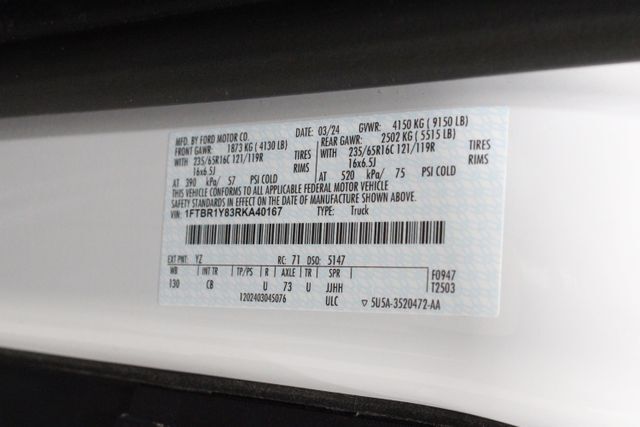 MFD. BY FORD MOTOR CO. DATE: 03/24 GVWR: 4150 KG ( 9150 LB)
FRONT GAWR: 1873 KG ( 4130 LB) REAR GAWR: 2502 KG ( 5515 LB)
WITH 235/65R16C 121/119R TIRES WITH 235/65R16C 121/119R TIRES
16x6.5J RIMS 16x6.5J RIMS
AT 390 kPa/ 57 PSI COLD AT 520 kPa/ 75 PSI COLD
THIS VEHICLE CONFORMS TO ALL APPLICABLE FEDERAL MOTOR VEHICLE
SAFETY STANDARDS IN EFFECT ON THE DATE OF MANUFACTURE SHOWN ABOVE.
VIN: 1FTBR1Y83RKA40167 TYPE: Truck
EXT PNT: YZ RC: 71 DSO: 5147
WB INT TR TP/PS R AXLE TR SPR F0947
130 CB U 73 U JJHH T2503
1202403045076 ULC ▽ 5U5A-3520472-AA